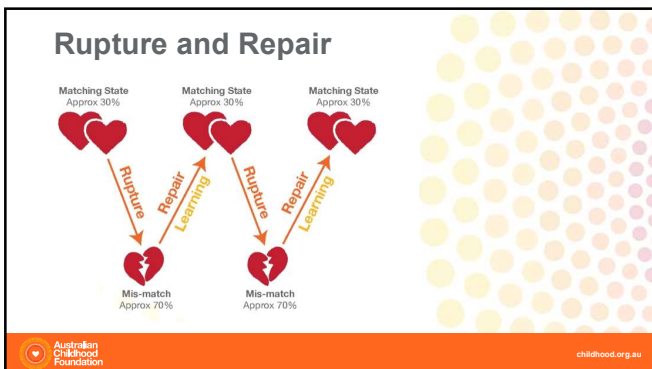 Rupture and Repair
Matching State
Approx 30%
Matching State
Approx 30%
Matching State
Approx 30%
Rupture
Repair
Learning
Rupture
Repair
Learning
Mis-match
Approx 70%
Mis-match
Approx 70%
Australian
Childhood
Foundation
childhood.org.au